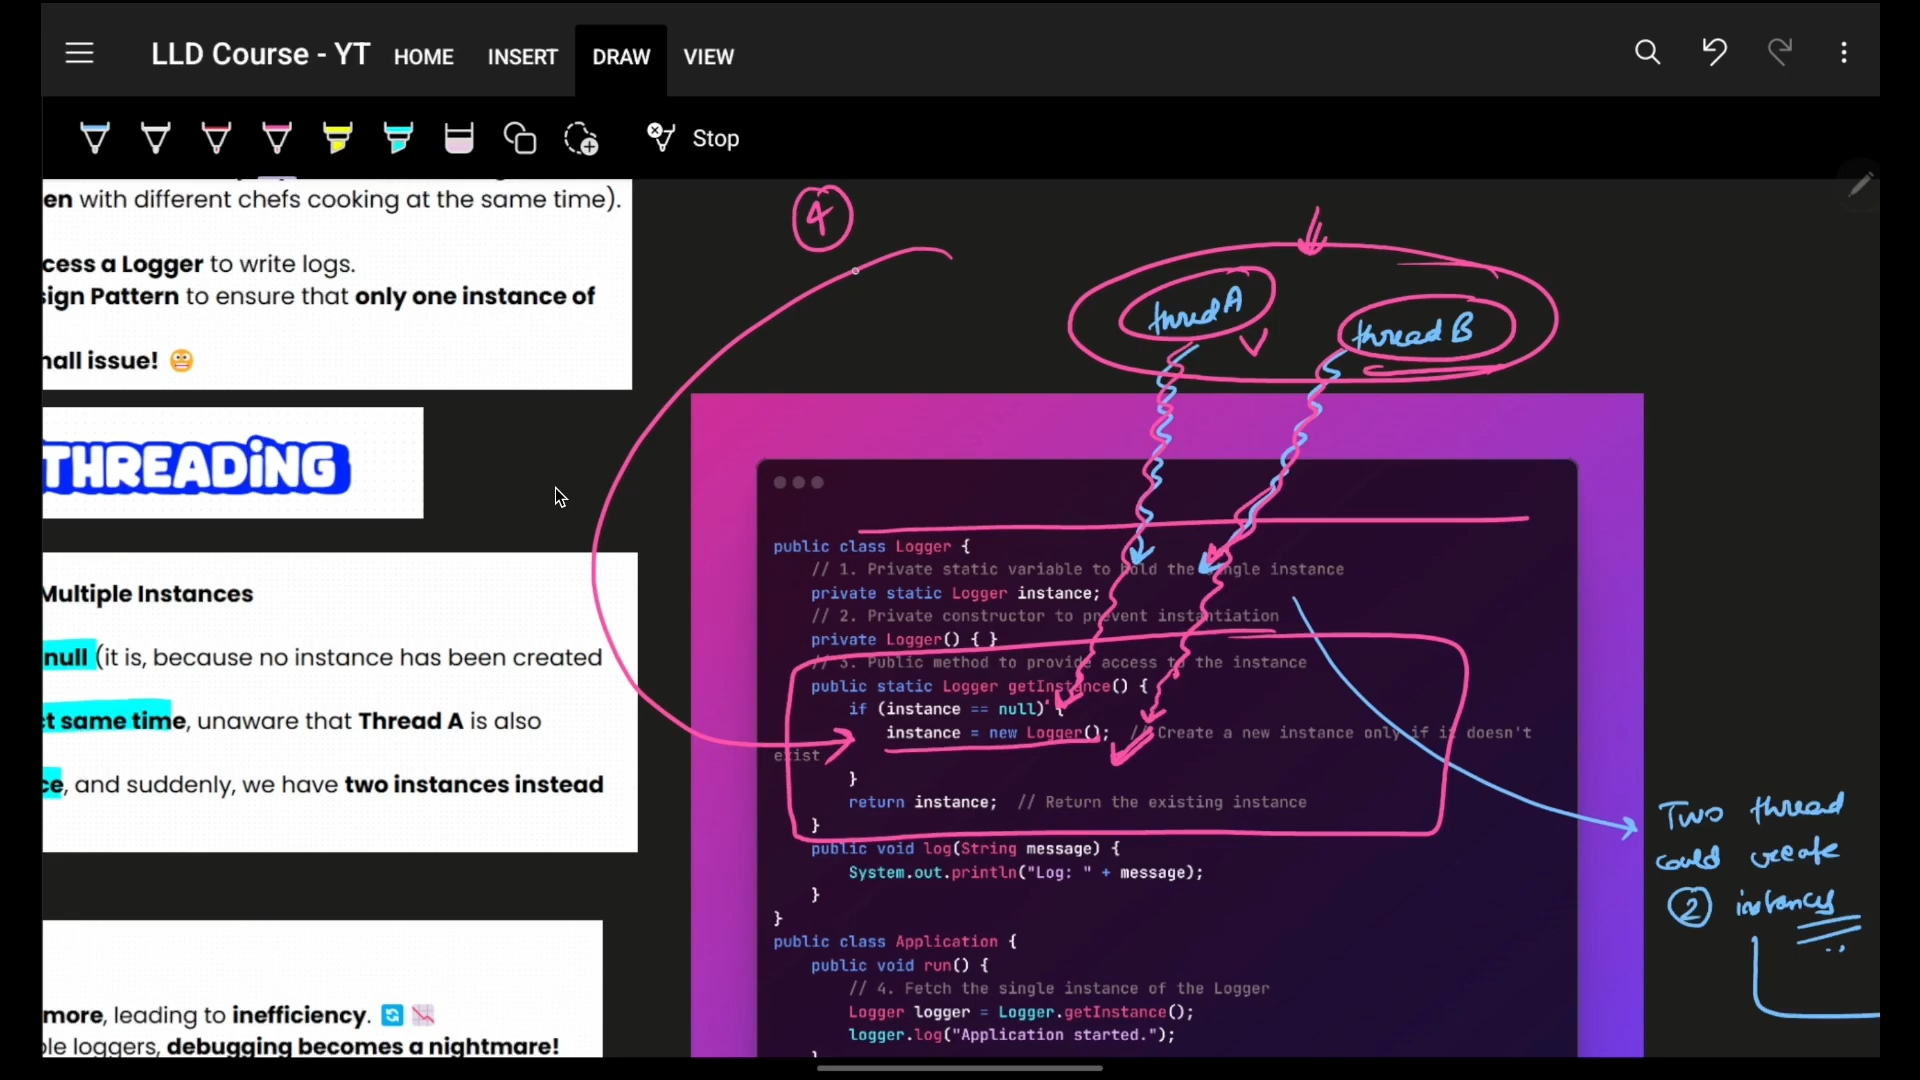 LLD Course - YT HOME INSERT DRAW VIEW
Stop
en with different chefs cooking at the same time).
cess a Logger to write logs.
sign Pattern to ensure that only one instance of
nall issue! 😬
THREADING
Multiple Instances
null (it is, because no instance has been created
ct same time, unaware that Thread A is also
ce, and suddenly, we have two instances instead
more, leading to inefficiency. 🔄 📉
ole loggers, debugging becomes a nightmare!
4
thred A
thread B
public class Logger {
// 1. Private static variable to hold the single instance
private static Logger instance;
// 2. Private constructor to prevent instantiation
private Logger() { }
// 3. Public method to provide access to the instance
public static Logger getInstance() {
if (instance == null) {
instance = new Logger(); // Create a new instance only if it doesn't
exist
}
return instance; // Return the existing instance
}
public void log(String message) {
System.out.println("Log: " + message);
}
}
public class Application {
public void run() {
// 4. Fetch the single instance of the Logger
Logger logger = Logger.getInstance();
logger.log("Application started.");
Two thread
could create
2 instances